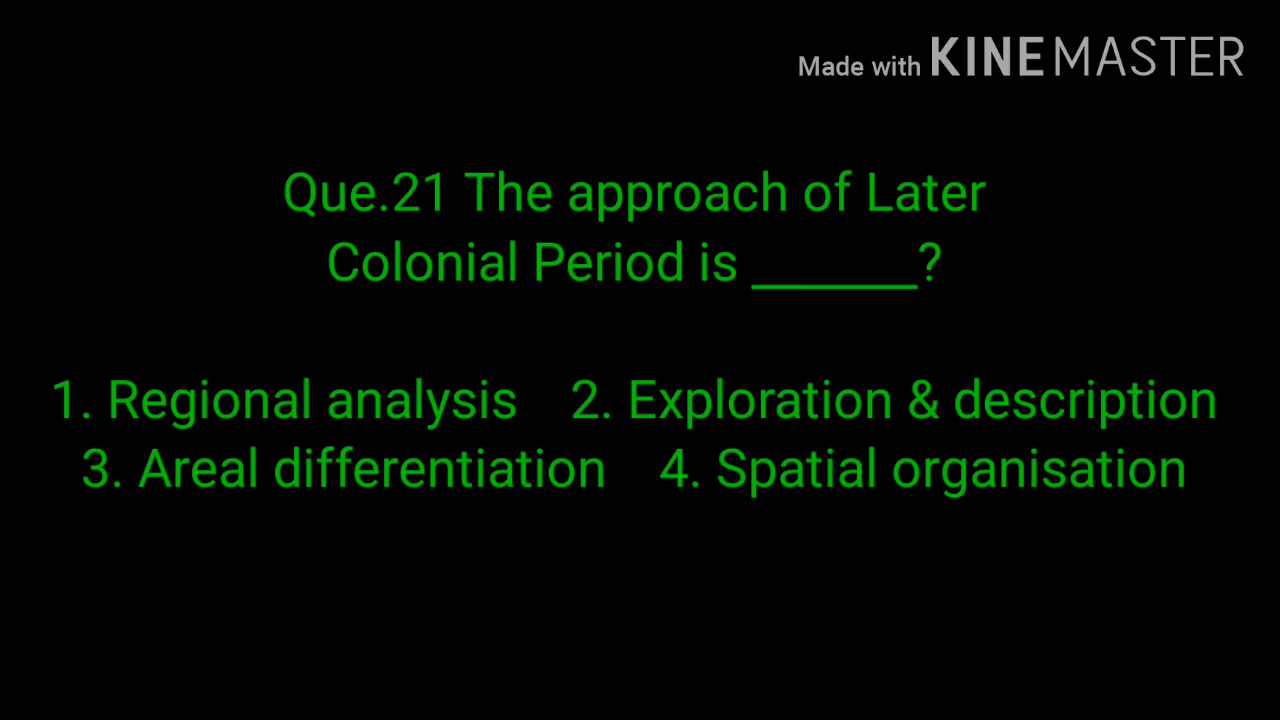 Made with KINEMASTER
Que.21 The approach of Later
Colonial Period is ______?
1. Regional analysis 2. Exploration & description
3. Areal differentiation 4. Spatial organisation